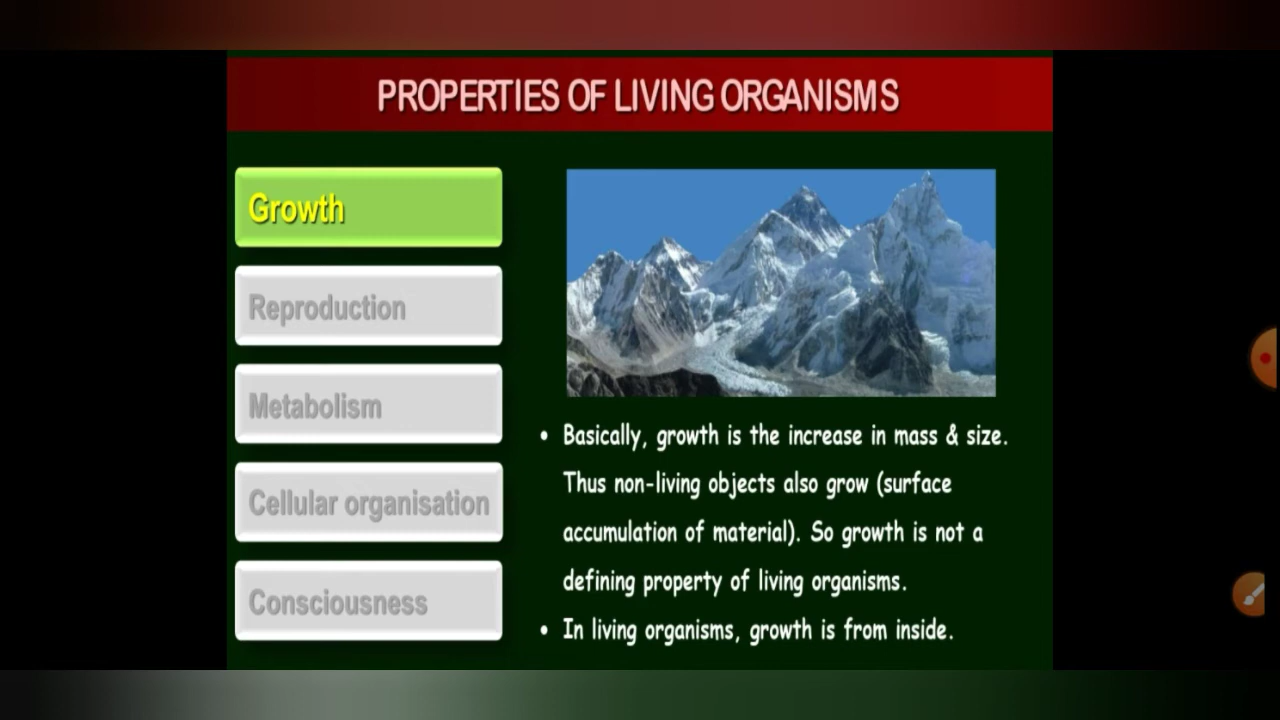 PROPERTIES OF LIVING ORGANISMS
Growth
Reproduction
Metabolism
Cellular organisation
Consciousness
• Basically, growth is the increase in mass & size.
Thus non-living objects also grow (surface
accumulation of material). So growth is not a
defining property of living organisms.
• In living organisms, growth is from inside.